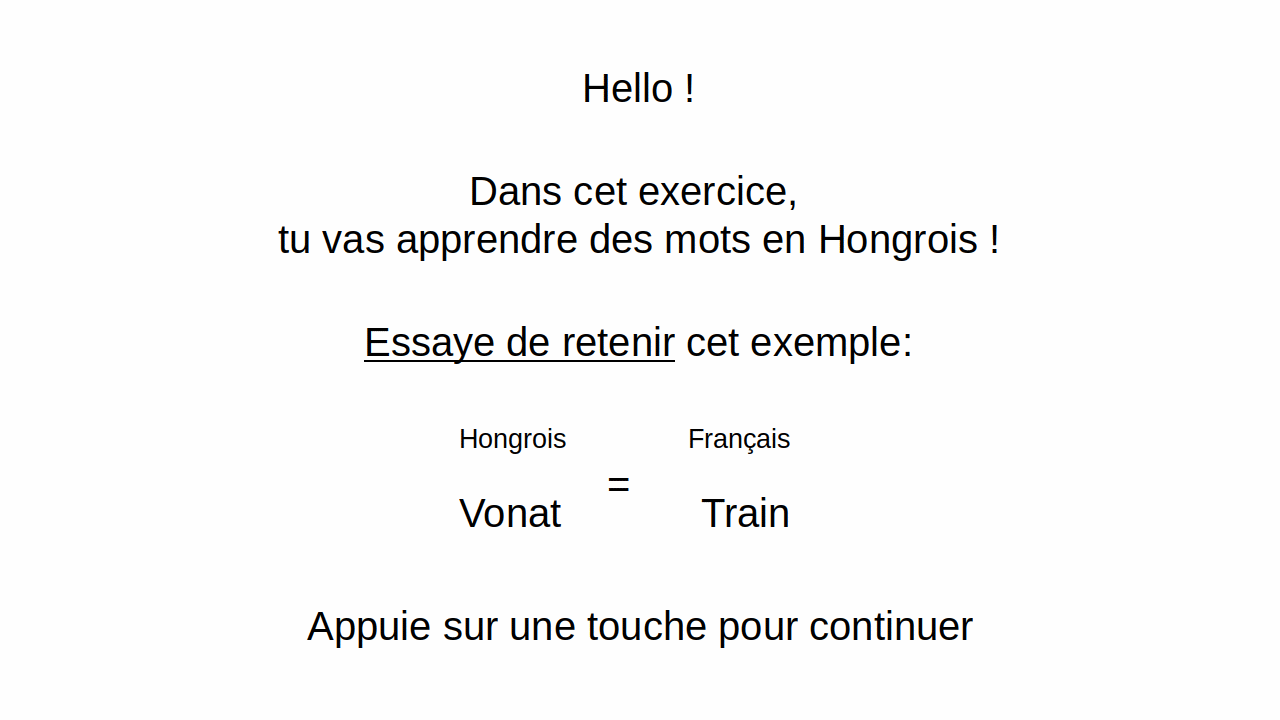 Hello !
Dans cet exercice,
tu vas apprendre des mots en Hongrois !
Essaye de retenir cet exemple:
Hongrois Français
=
Vonat Train
Appuie sur une touche pour continuer